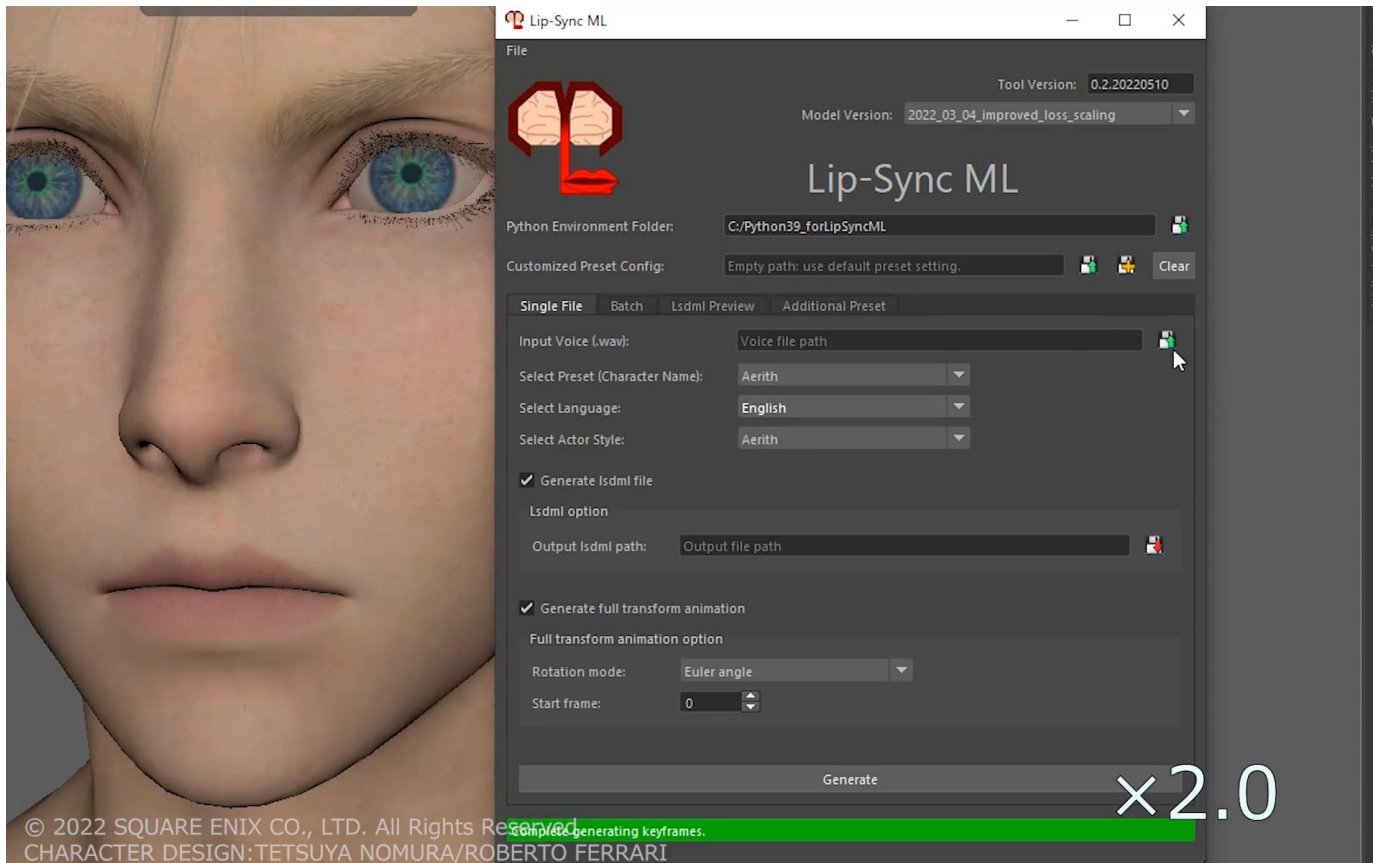 Lip-Sync ML
File
Tool Version: 0.2.20220510
Model Version: 2022_03_04_improved_loss_scaling
Lip-Sync ML
Python Environment Folder: C:/Python39_forLipSyncML
Customized Preset Config: Empty path: use default preset setting. Clear
Single File Batch Lsdml Preview Additional Preset
Input Voice (.wav): Voice file path
Select Preset (Character Name): Aerith
Select Language: English
Select Actor Style: Aerith
Generate lsdml file
Lsdml option
Output lsdml path: Output file path
Generate full transform animation
Full transform animation option
Rotation mode: Euler angle
Start frame: 0
Generate
×2.0
© 2022 SQUARE ENIX CO., LTD. All Rights Reserved.
Complete generating keyframes.
CHARACTER DESIGN:TETSUYA NOMURA/ROBERTO FERRARI